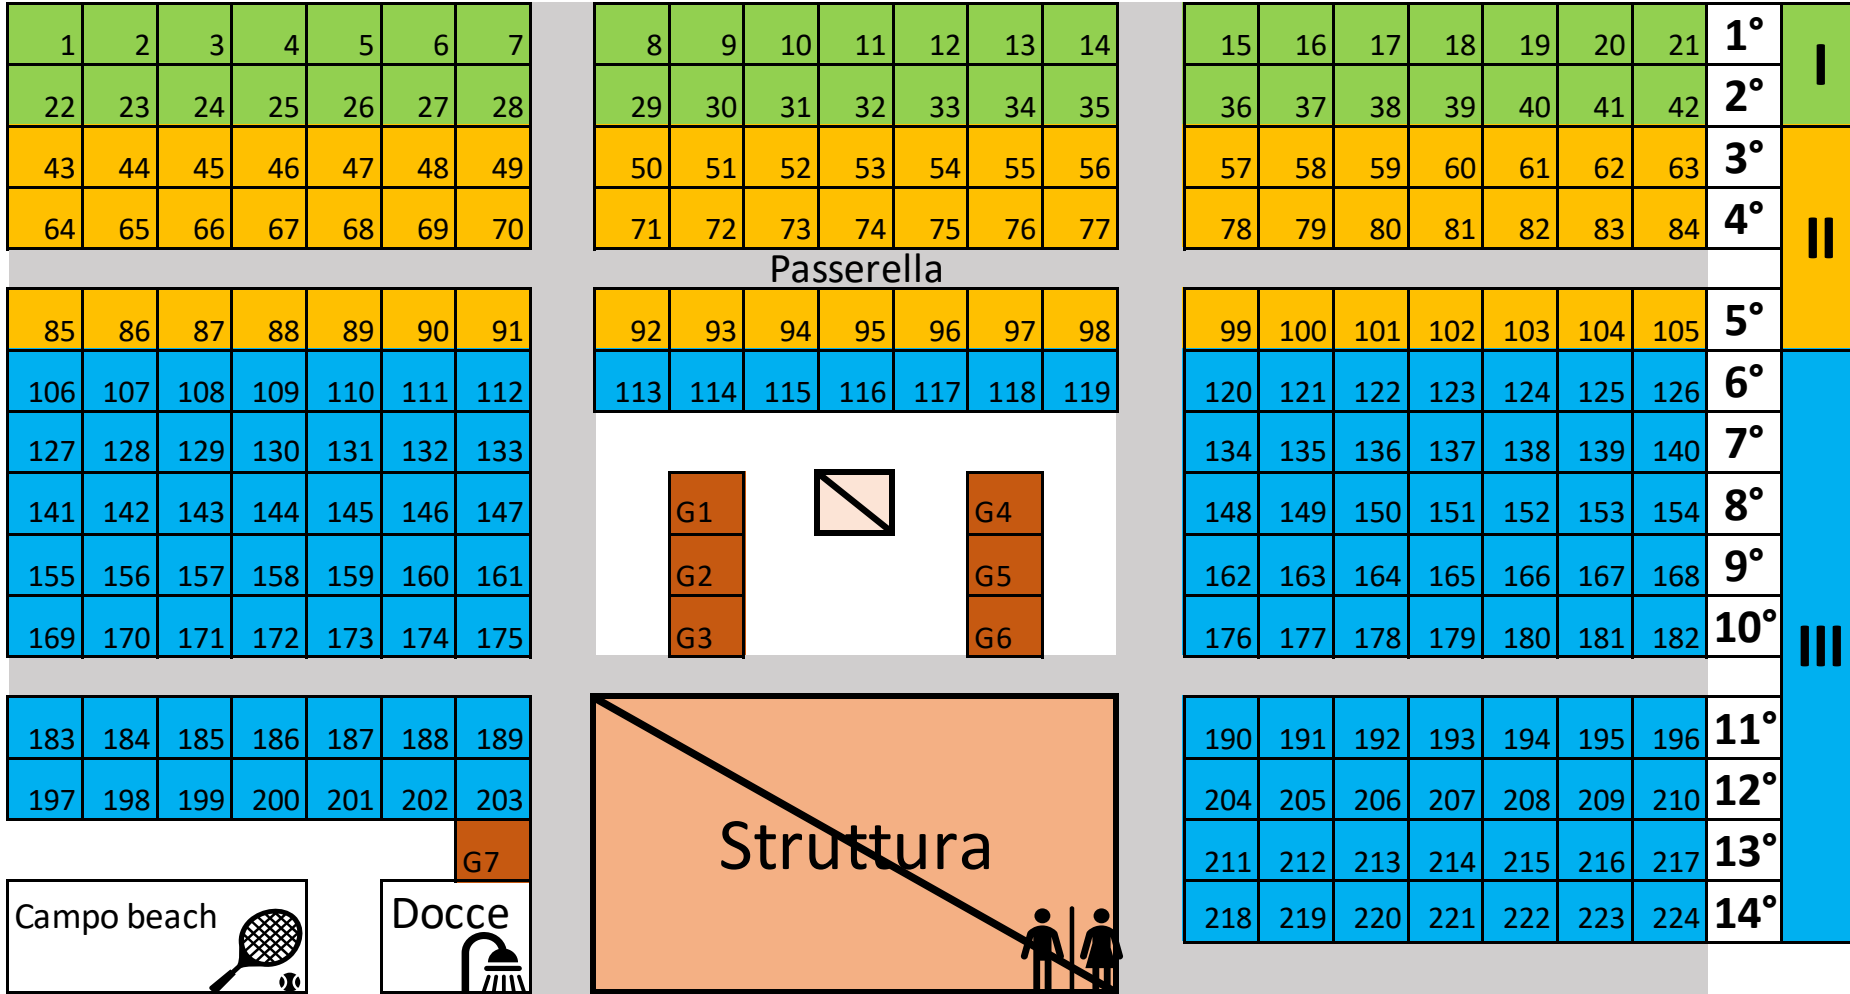 1 2 3 4 5 6 7 8 9 10 11 12 13 14 15 16 17 18 19 20 21 1° I
22 23 24 25 26 27 28 29 30 31 32 33 34 35 36 37 38 39 40 41 42 2°
43 44 45 46 47 48 49 50 51 52 53 54 55 56 57 58 59 60 61 62 63 3°
64 65 66 67 68 69 70 71 72 73 74 75 76 77 78 79 80 81 82 83 84 4° II
Passerella
85 86 87 88 89 90 91 92 93 94 95 96 97 98 99 100 101 102 103 104 105 5°
106 107 108 109 110 111 112 113 114 115 116 117 118 119 120 121 122 123 124 125 126 6°
127 128 129 130 131 132 133 134 135 136 137 138 139 140 7°
141 142 143 144 145 146 147 G1 G4 148 149 150 151 152 153 154 8°
155 156 157 158 159 160 161 G2 G5 162 163 164 165 166 167 168 9°
169 170 171 172 173 174 175 G3 G6 176 177 178 179 180 181 182 10° III
183 184 185 186 187 188 189 190 191 192 193 194 195 196 11°
197 198 199 200 201 202 203 204 205 206 207 208 209 210 12°
G7 Struttura 211 212 213 214 215 216 217 13°
Campo beach Docce 218 219 220 221 222 223 224 14°